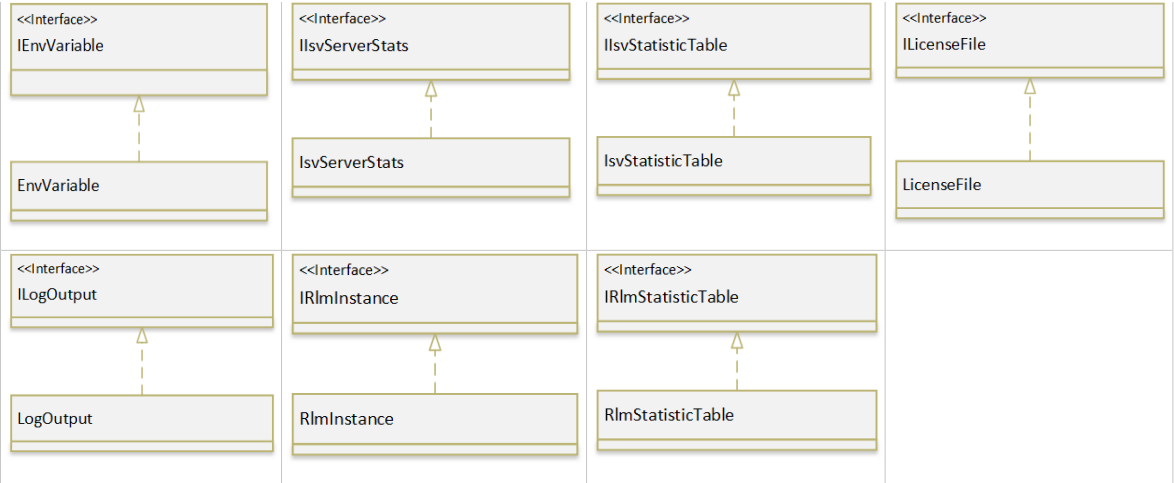 <<Interface>>
IEnvVariable
EnvVariable
<<Interface>>
IIsvServerStats
IsvServerStats
<<Interface>>
IIsvStatisticTable
IsvStatisticTable
<<Interface>>
ILicenseFile
LicenseFile
<<Interface>>
ILogOutput
LogOutput
<<Interface>>
IRlmInstance
RlmInstance
<<Interface>>
IRlmStatisticTable
RlmStatisticTable